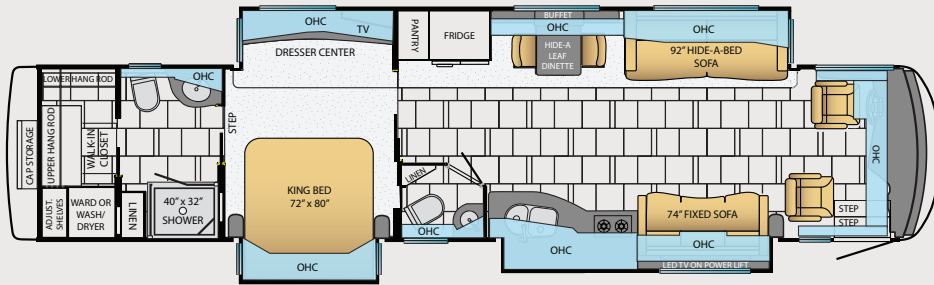 OHC
TV
DRESSER CENTER
PANTRY
FRIDGE
BUFFET
OHC
HIDE-A
LEAF
DINETTE
OHC
92" HIDE-A-BED
SOFA
LOWER HANG ROD
OHC
CAP STORAGE
UPPER HANG ROD
WALK-IN
CLOSET
STEP
OHC
ADJUST.
SHELVES
WARD OR
WASH/
DRYER
LINEN
40" x 32"
SHOWER
KING BED
72" x 80"
OHC
LINEN
OHC
OHC
74" FIXED SOFA
OHC
LED TV ON POWER LIFT
STEP
STEP